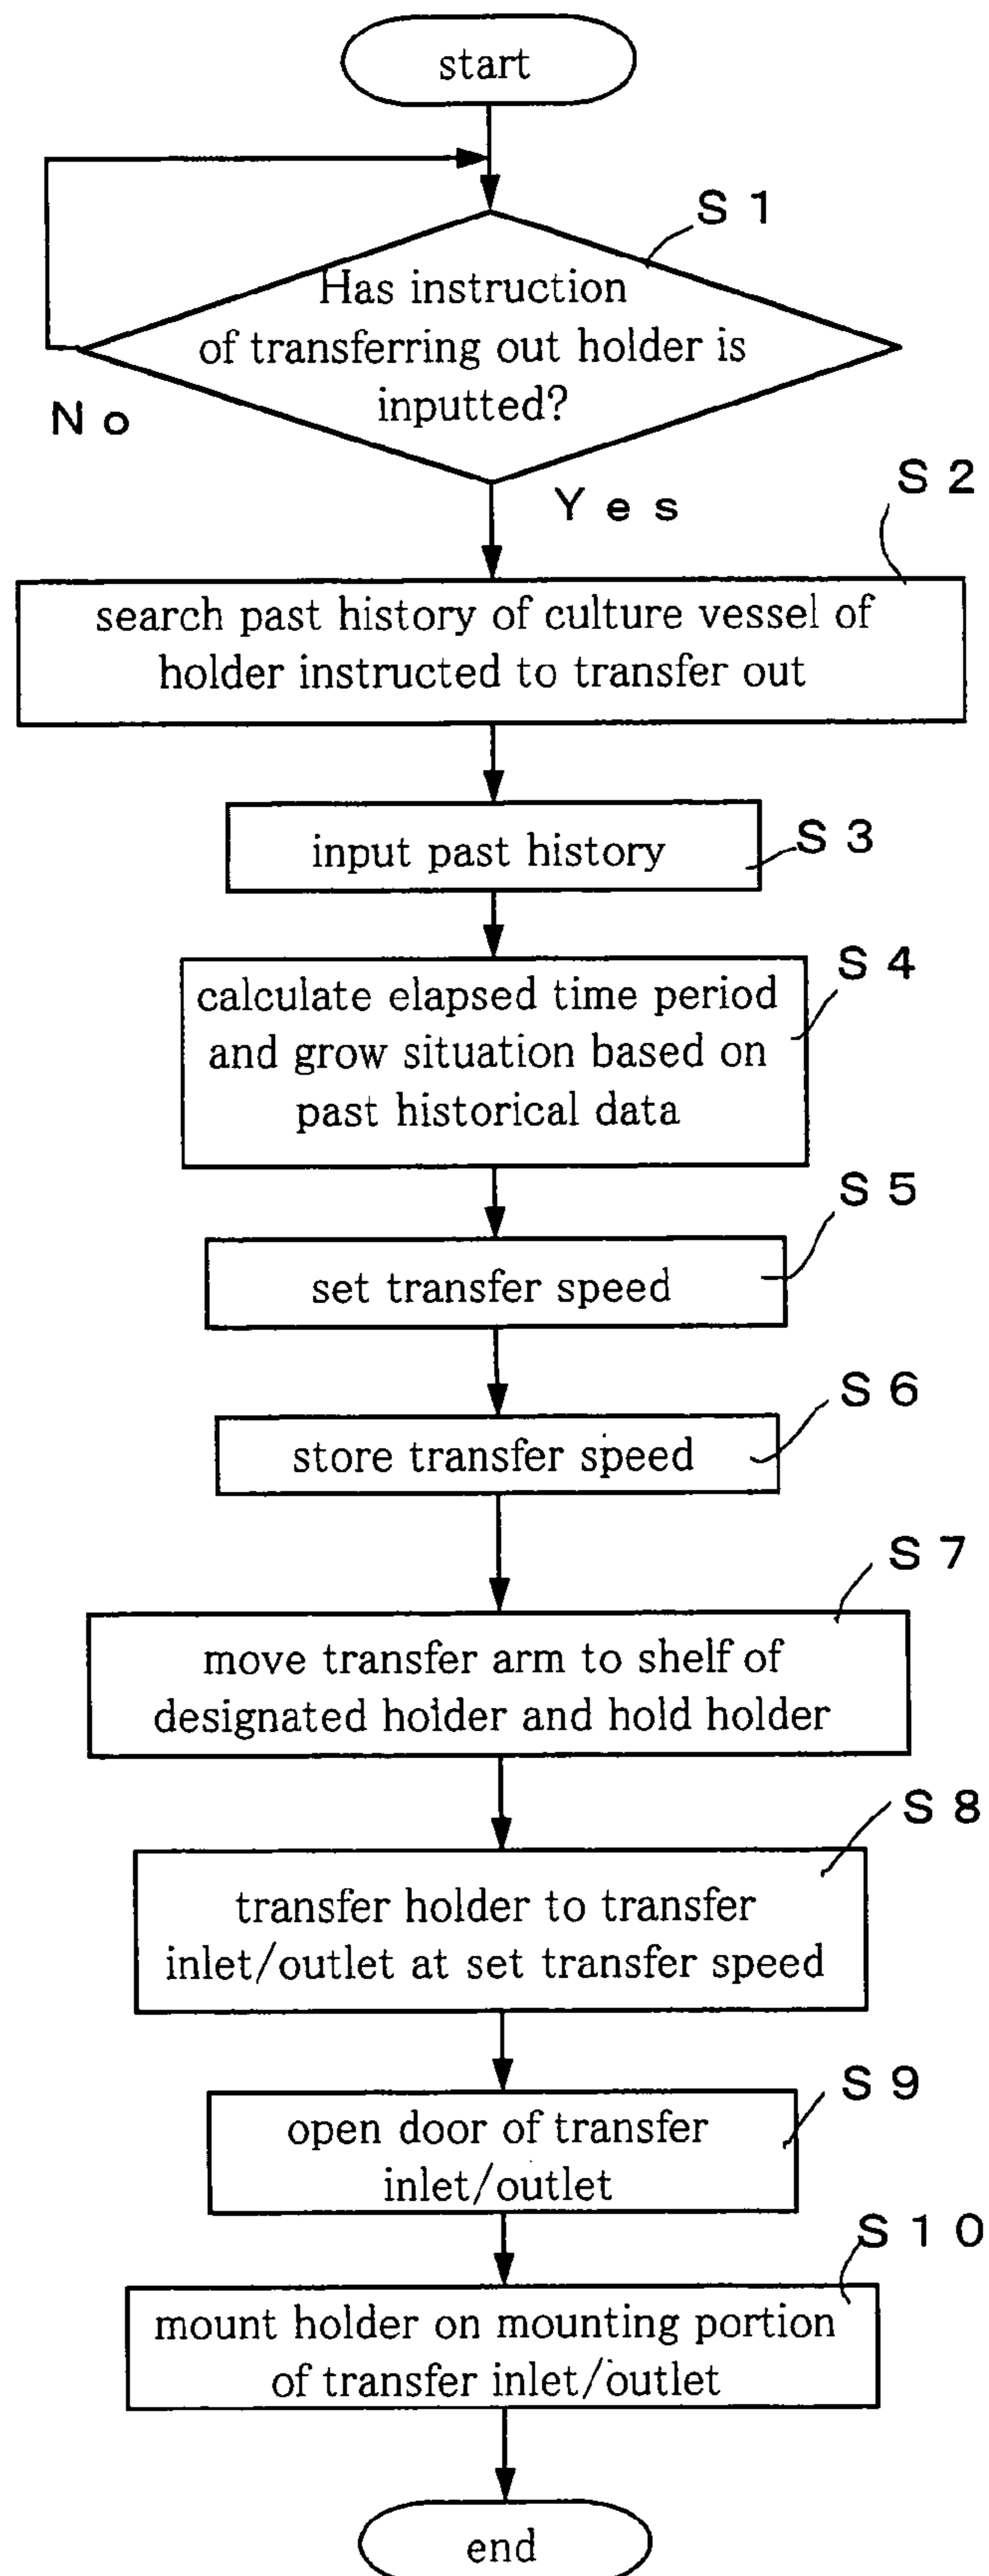 start
S 1
Has instruction
of transferring out holder is
inputted?
N o
Y e s
S 2
search past history of culture vessel of
holder instructed to transfer out
input past history
S 3
S 4
calculate elapsed time period
and grow situation based on
past historical data
S 5
set transfer speed
S 6
store transfer speed
S 7
move transfer arm to shelf of
designated holder and hold holder
S 8
transfer holder to transfer
inlet/outlet at set transfer speed
S 9
open door of transfer
inlet/outlet
S 1 0
mount holder on mounting portion
of transfer inlet/outlet
end